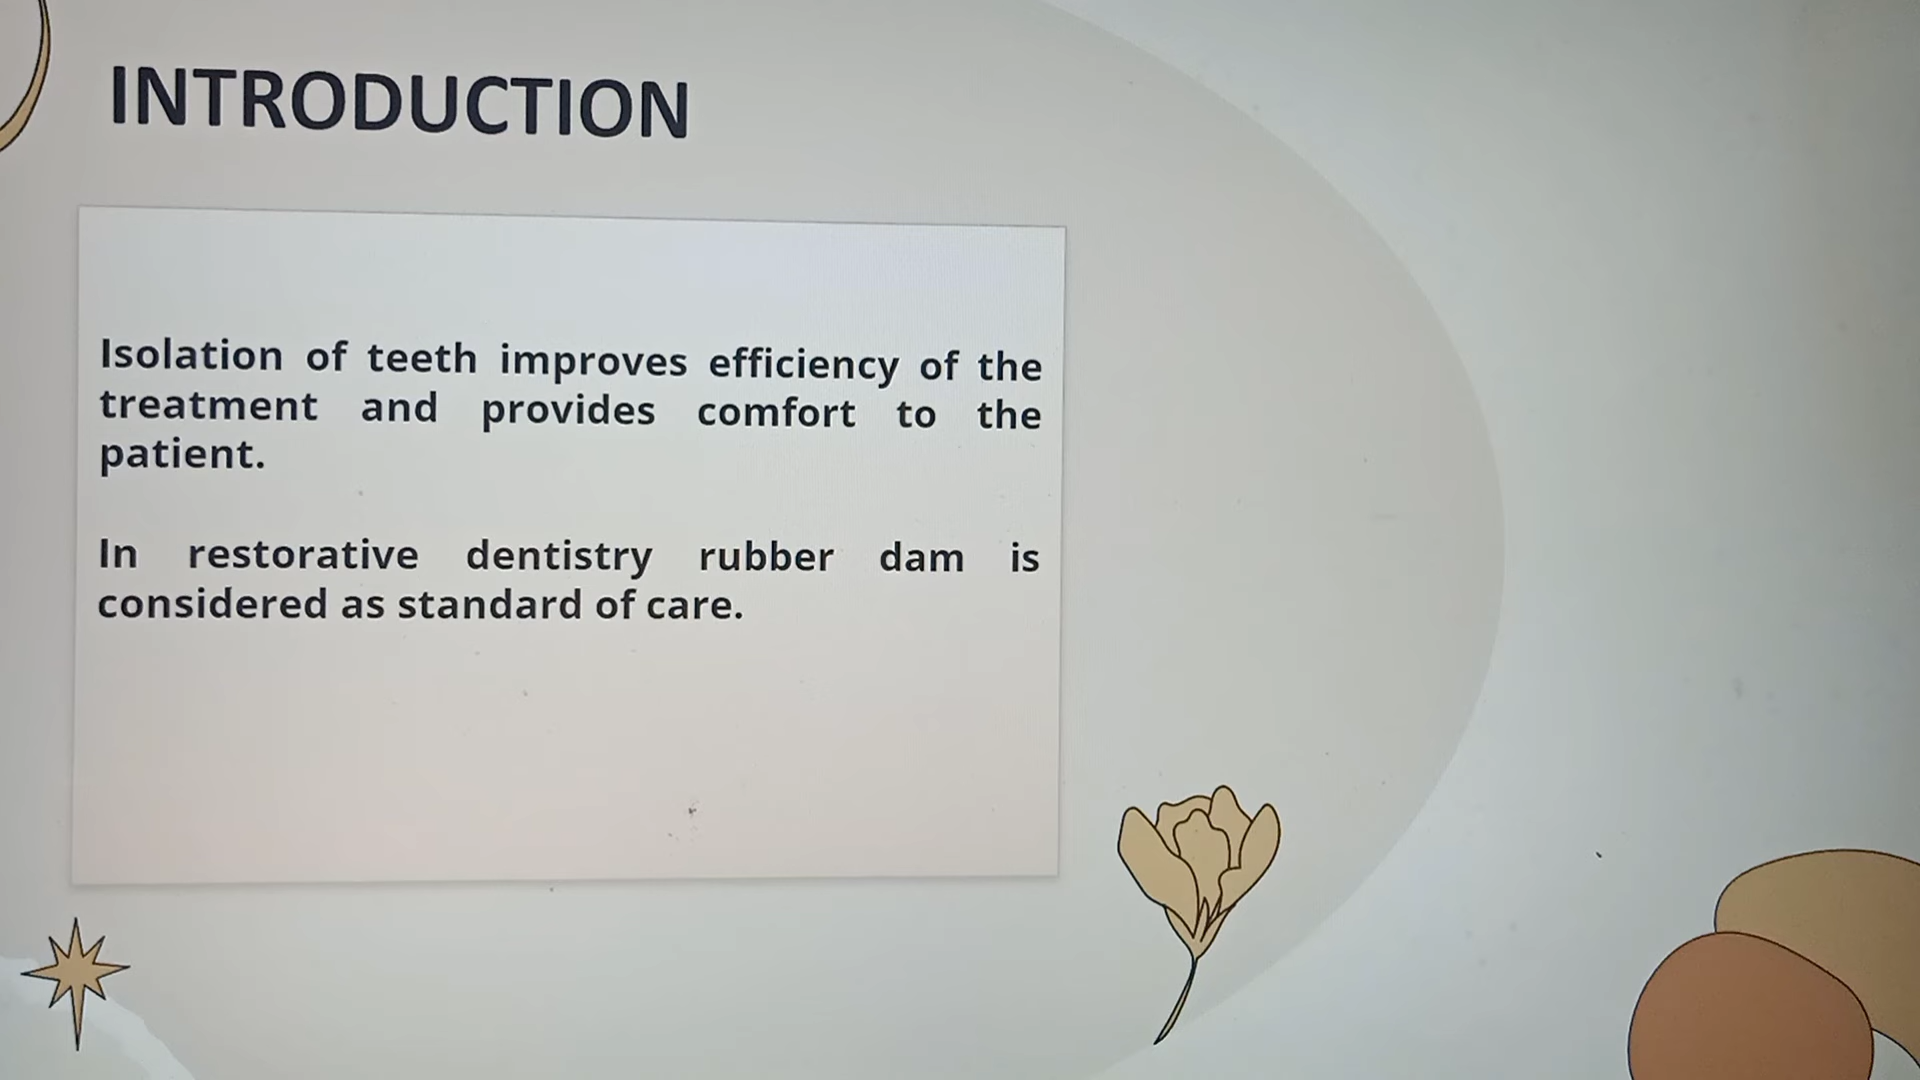 INTRODUCTION
Isolation of teeth improves efficiency of the
treatment and provides comfort to the
patient.
In restorative dentistry rubber dam is
considered as standard of care.